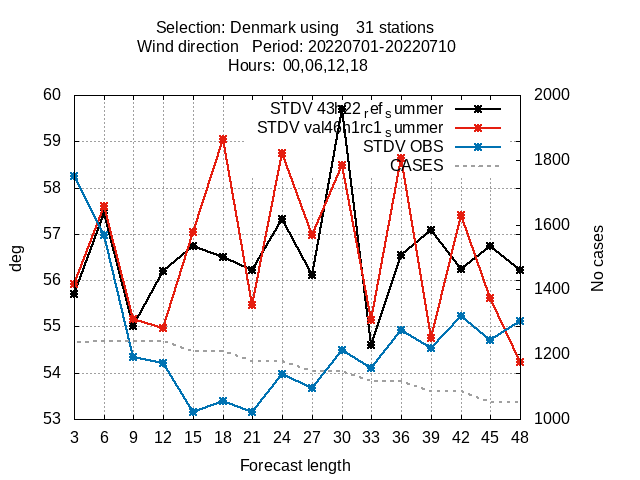 Selection: Denmark using    31 stations
Wind direction   Period: 20220701-20220710
Hours:  00,06,12,18
60
59
58
57
56
55
54
53
deg
STDV 43h22refsummer
STDV val46h1rc1summer
STDV OBS
CASES
2000
1800
1600
1400
1200
1000
No cases
3 6 9 12 15 18 21 24 27 30 33 36 39 42 45 48
Forecast length